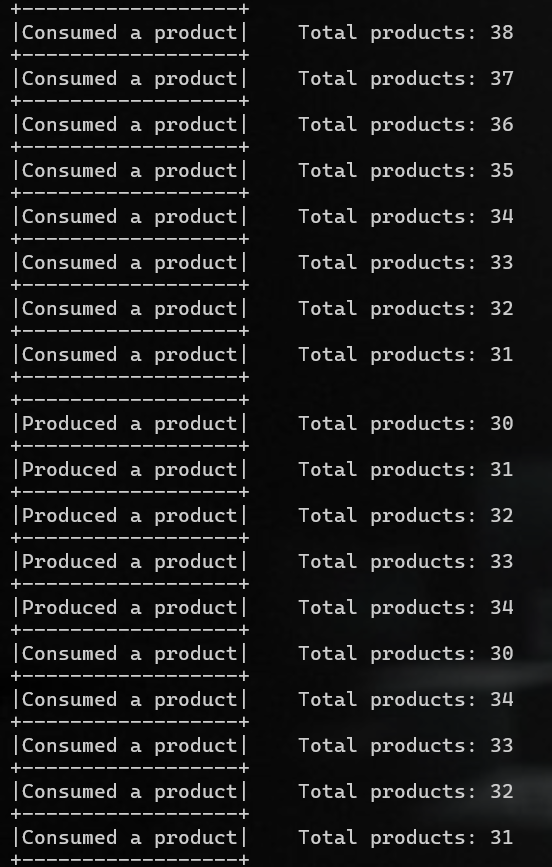 +------------------+
|Consumed a product|    Total products: 38
+------------------+
|Consumed a product|    Total products: 37
+------------------+
|Consumed a product|    Total products: 36
+------------------+
|Consumed a product|    Total products: 35
+------------------+
|Consumed a product|    Total products: 34
+------------------+
|Consumed a product|    Total products: 33
+------------------+
|Consumed a product|    Total products: 32
+------------------+
|Consumed a product|    Total products: 31
+------------------+
+------------------+
|Produced a product|    Total products: 30
+------------------+
|Produced a product|    Total products: 31
+------------------+
|Produced a product|    Total products: 32
+------------------+
|Produced a product|    Total products: 33
+------------------+
|Produced a product|    Total products: 34
+------------------+
|Consumed a product|    Total products: 30
+------------------+
|Consumed a product|    Total products: 34
+------------------+
|Consumed a product|    Total products: 33
+------------------+
|Consumed a product|    Total products: 32
+------------------+
|Consumed a product|    Total products: 31
+------------------+